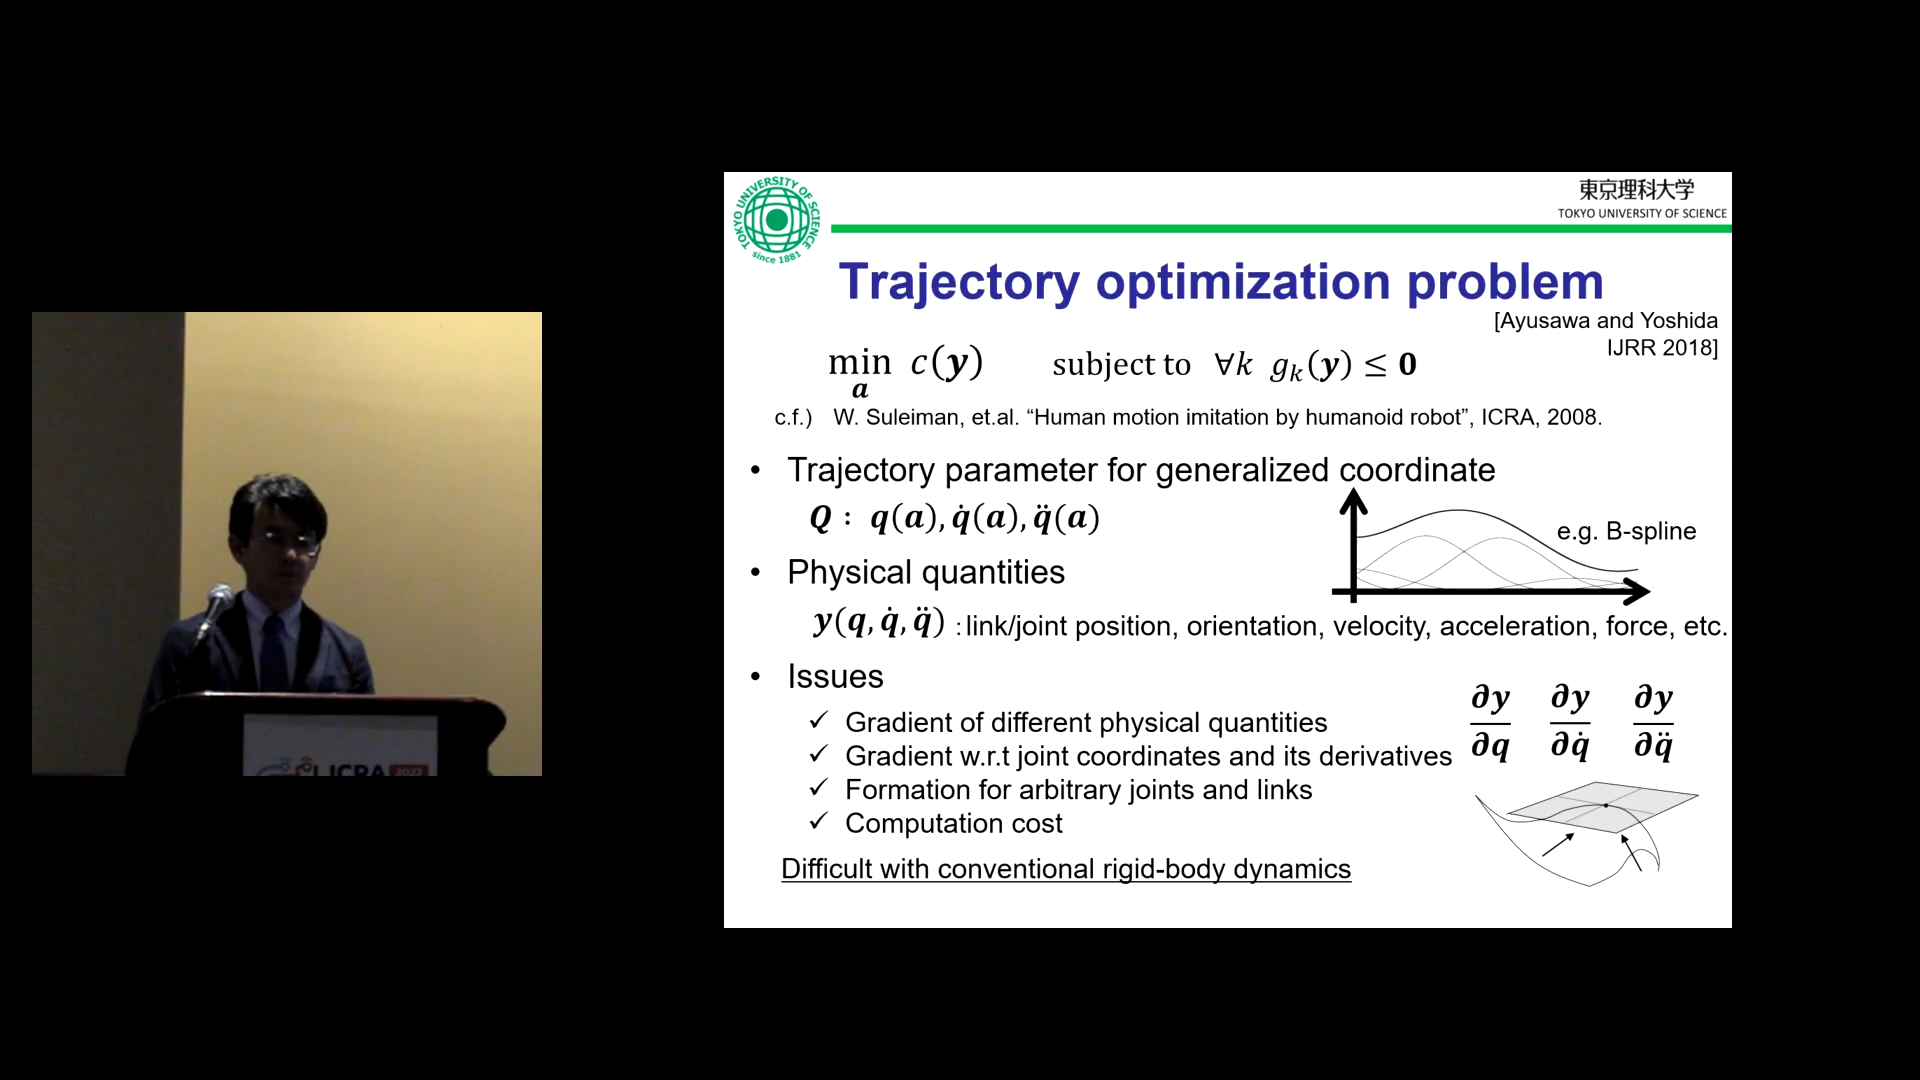 TOKYO UNIVERSITY OF SCIENCE
since 1881
東京理科大学
TOKYO UNIVERSITY OF SCIENCE
Trajectory optimization problem
[Ayusawa and Yoshida
IJRR 2018]
min c(y) subject to ∀k gₖ(y) ≤ 0
a
c.f.) W. Suleiman, et.al. “Human motion imitation by humanoid robot”, ICRA, 2008.
• Trajectory parameter for generalized coordinate
Q : q(a), q̇(a), q̈(a)
e.g. B-spline
• Physical quantities
y(q, q̇, q̈) : link/joint position, orientation, velocity, acceleration, force, etc.
• Issues
✓ Gradient of different physical quantities
✓ Gradient w.r.t joint coordinates and its derivatives
∂y/∂q ∂y/∂q̇ ∂y/∂q̈
✓ Formation for arbitrary joints and links
✓ Computation cost
Difficult with conventional rigid-body dynamics
ICRA 2022